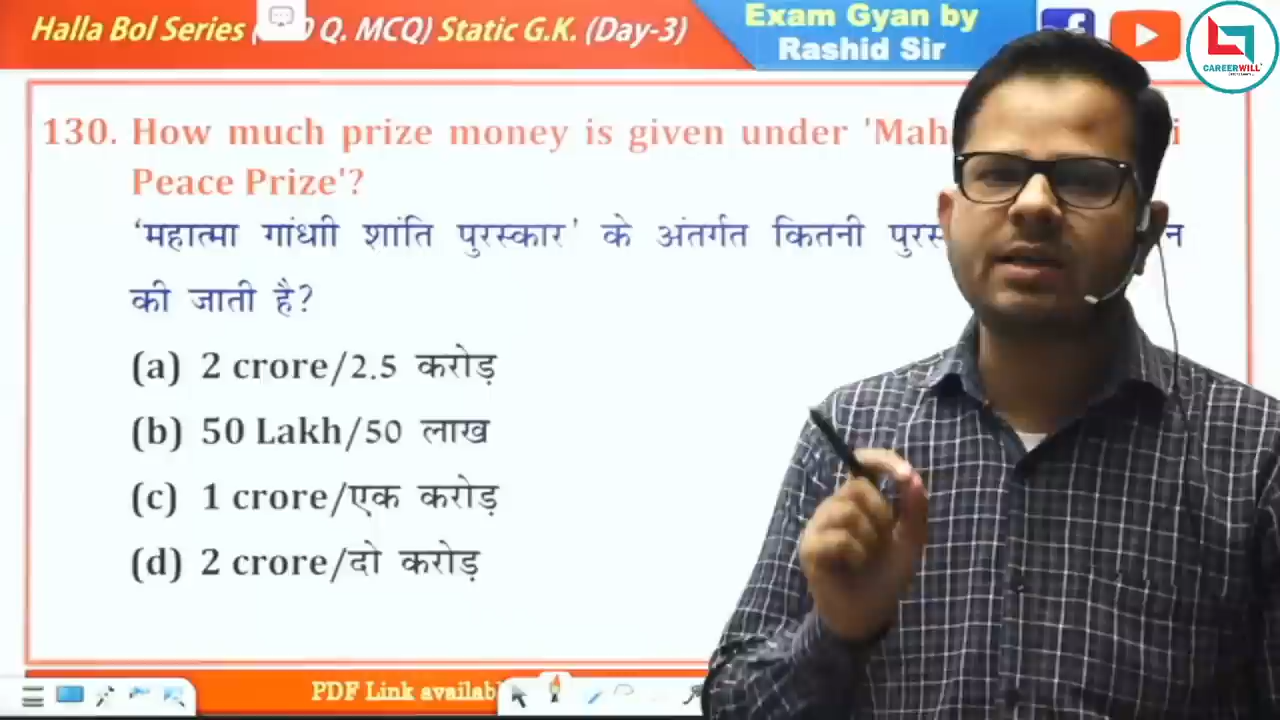 Halla Bol Series Q. MCQ) Static G.K. (Day-3)
Exam Gyan by
Rashid Sir
CAREERWILL
130. How much prize money is given under 'Mah
Peace Prize'?
‘महात्मा गांधाी शांति पुरस्कार’ के अंतर्गत कितनी
की जाती है?
(a) 2 crore/2.5 करोड़
(b) 50 Lakh/50 लाख
(c) 1 crore/एक करोड़
(d) 2 crore/दो करोड़
PDF Link